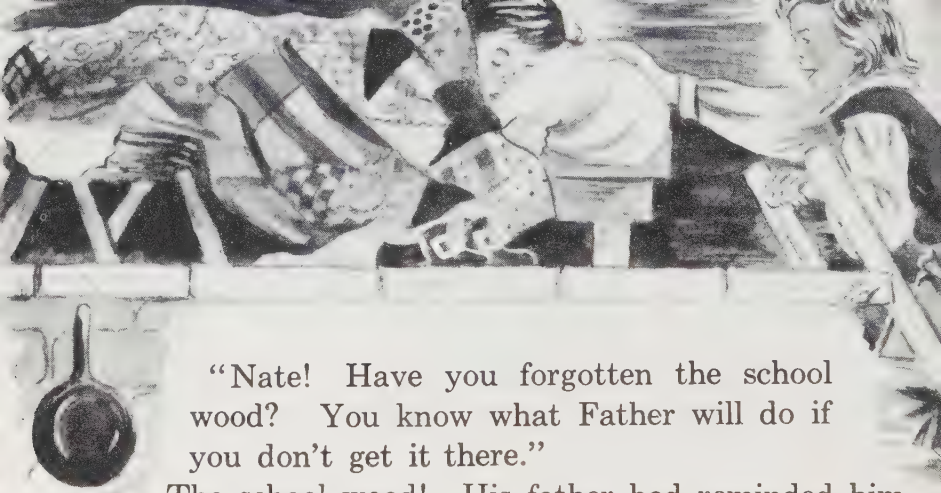 “Nate! Have you forgotten the school
wood? You know what Father will do if
you don’t get it there.”
The school wood! His father had reminded him